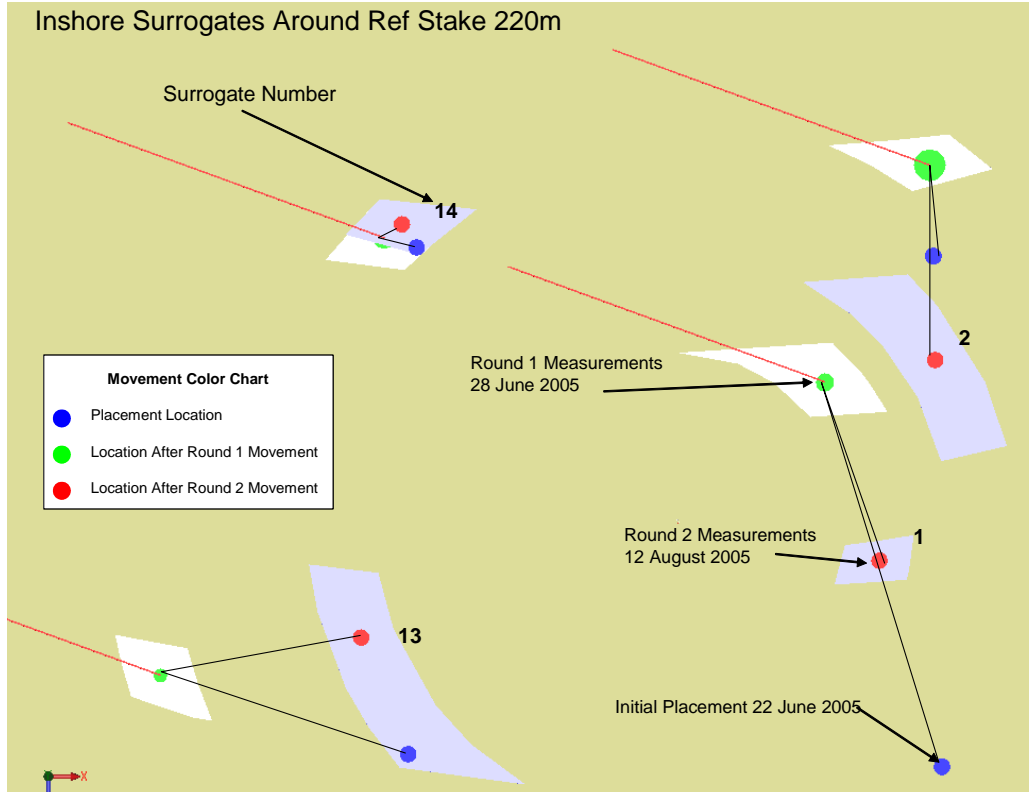 Inshore Surrogates Around Ref Stake 220m
Surrogate Number
14
2
Round 1 Measurements
28 June 2005
Movement Color Chart
Placement Location
Location After Round 1 Movement
Location After Round 2 Movement
Round 2 Measurements
12 August 2005
1
13
Initial Placement 22 June 2005
X